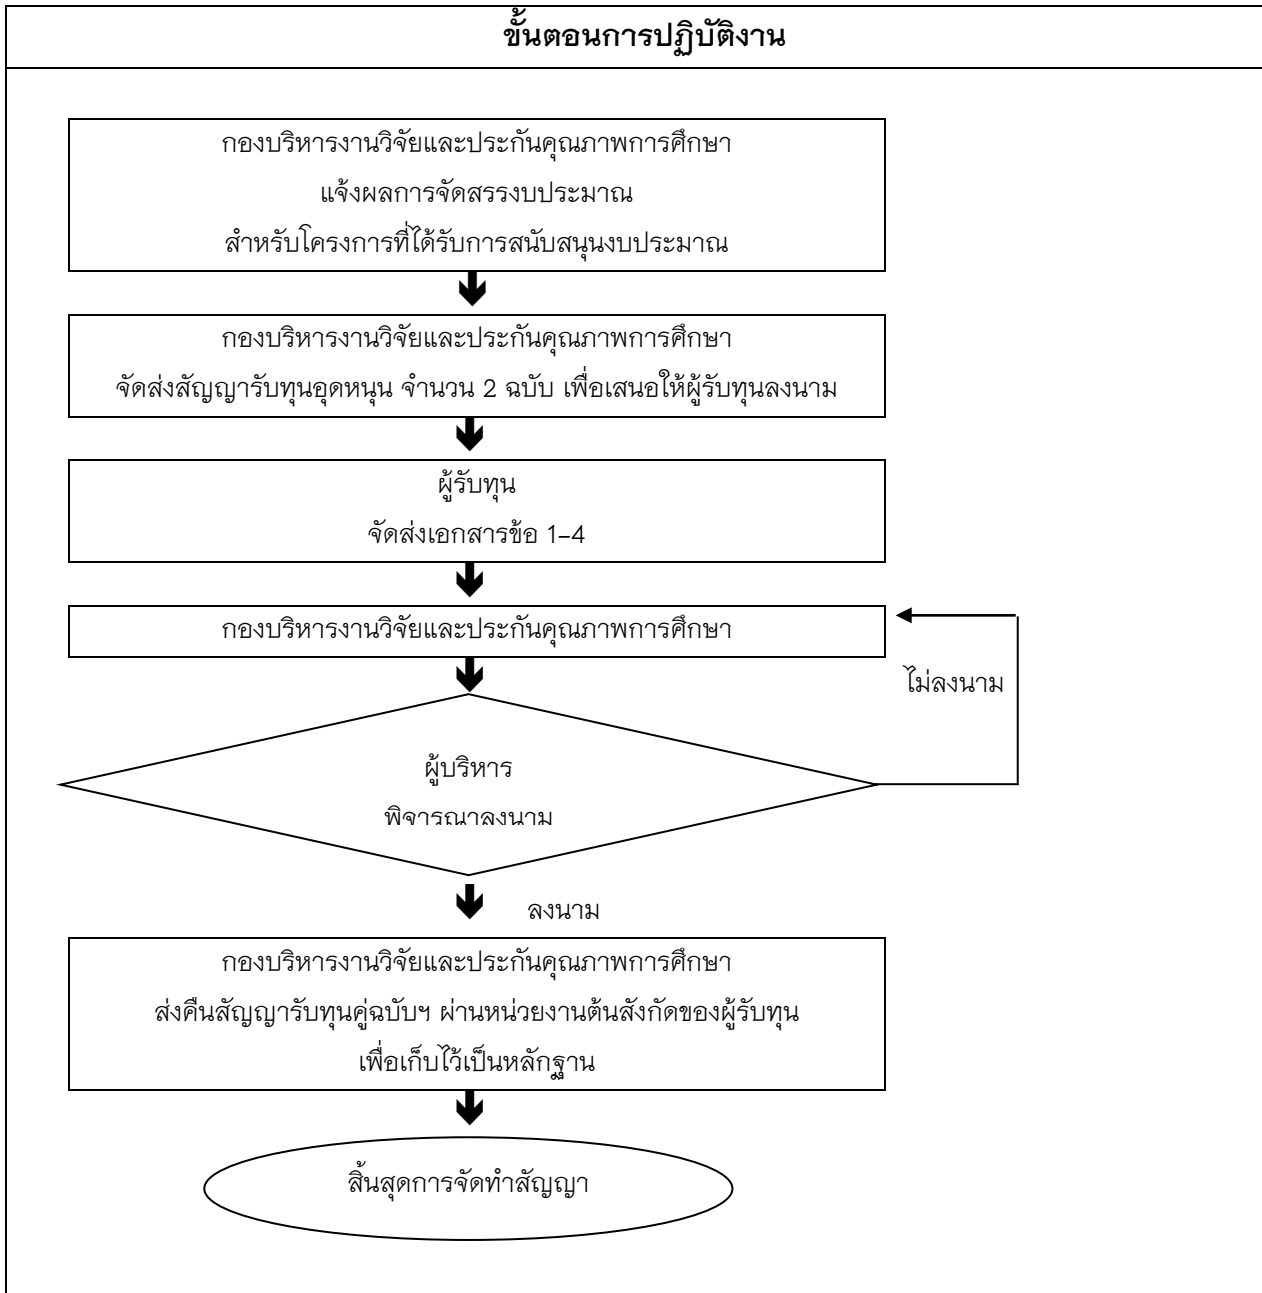 ขั้นตอนการปฏิบัติงาน
กองบริหารงานวิจัยและประกันคุณภาพการศึกษา
แจ้งผลการจัดสรรงบประมาณ
สำหรับโครงการที่ได้รับการสนับสนุนงบประมาณ
กองบริหารงานวิจัยและประกันคุณภาพการศึกษา
จัดส่งสัญญารับทุนอุดหนุน จำนวน 2 ฉบับ เพื่อเสนอให้ผู้รับทุนลงนาม
ผู้รับทุน
จัดส่งเอกสารข้อ 1-4
กองบริหารงานวิจัยและประกันคุณภาพการศึกษา
ไม่ลงนาม
ผู้บริหาร
พิจารณาลงนาม
ลงนาม
กองบริหารงานวิจัยและประกันคุณภาพการศึกษา
ส่งคืนสัญญารับทุนคู่ฉบับฯ ผ่านหน่วยงานต้นสังกัดของผู้รับทุน
เพื่อเก็บไว้เป็นหลักฐาน
สิ้นสุดการจัดทำสัญญา